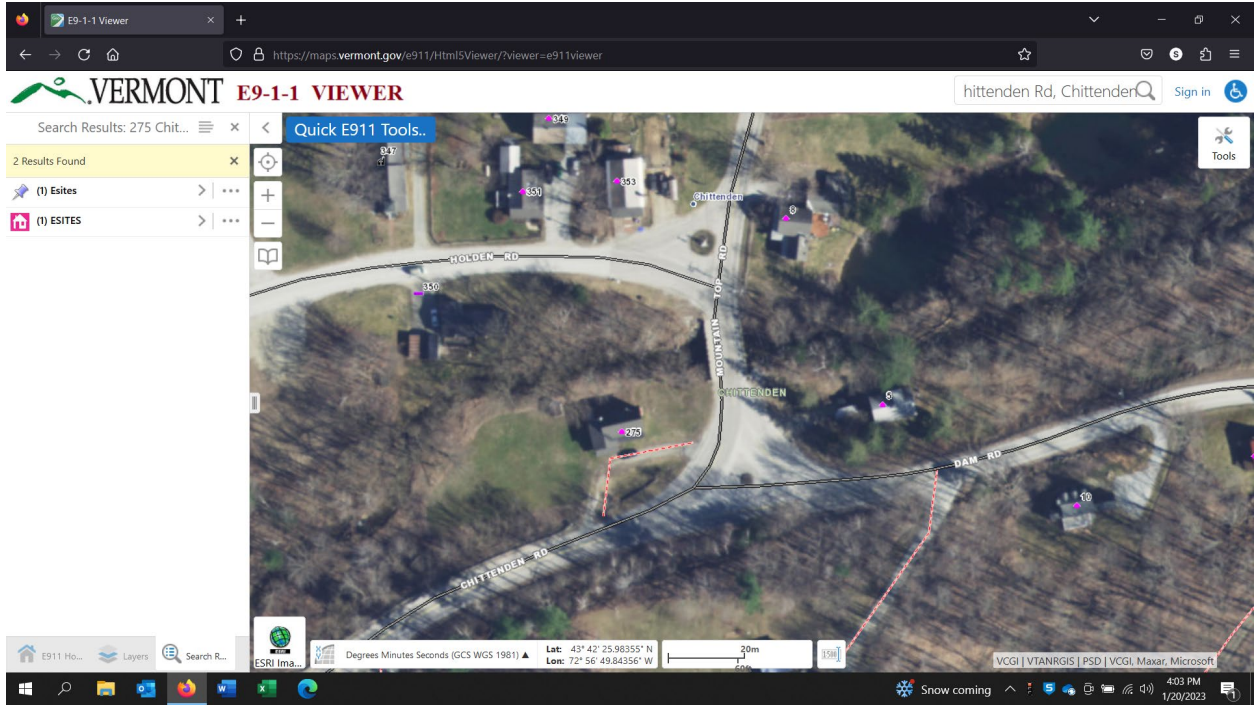 E9-1-1 Viewer
https://maps.vermont.gov/e911/Html5Viewer/?viewer=e911viewer
S
VERMONT E9-1-1 VIEWER
hittenden Rd, Chittenden
Sign in
Search Results: 275 Chit...
Quick E911 Tools..
Tools
2 Results Found
(1) Esites
(1) ESITES
349
347
351
353
Chittenden
8
HOLDEN RD
350
MOUNTAIN TOP RD
CHITTENDEN
5
275
DAM RD
10
CHITTENDEN RD
E911 Ho...
Layers
Search R...
ESRI Ima...
Degrees Minutes Seconds (GCS WGS 1981)
Lat: 43° 42' 25.98355" N
Lon: 72° 56' 49.84356" W
20m
60ft
VCGI | VTANRGIS | PSD | VCGI, Maxar, Microsoft
Snow coming
4:03 PM
1/20/2023